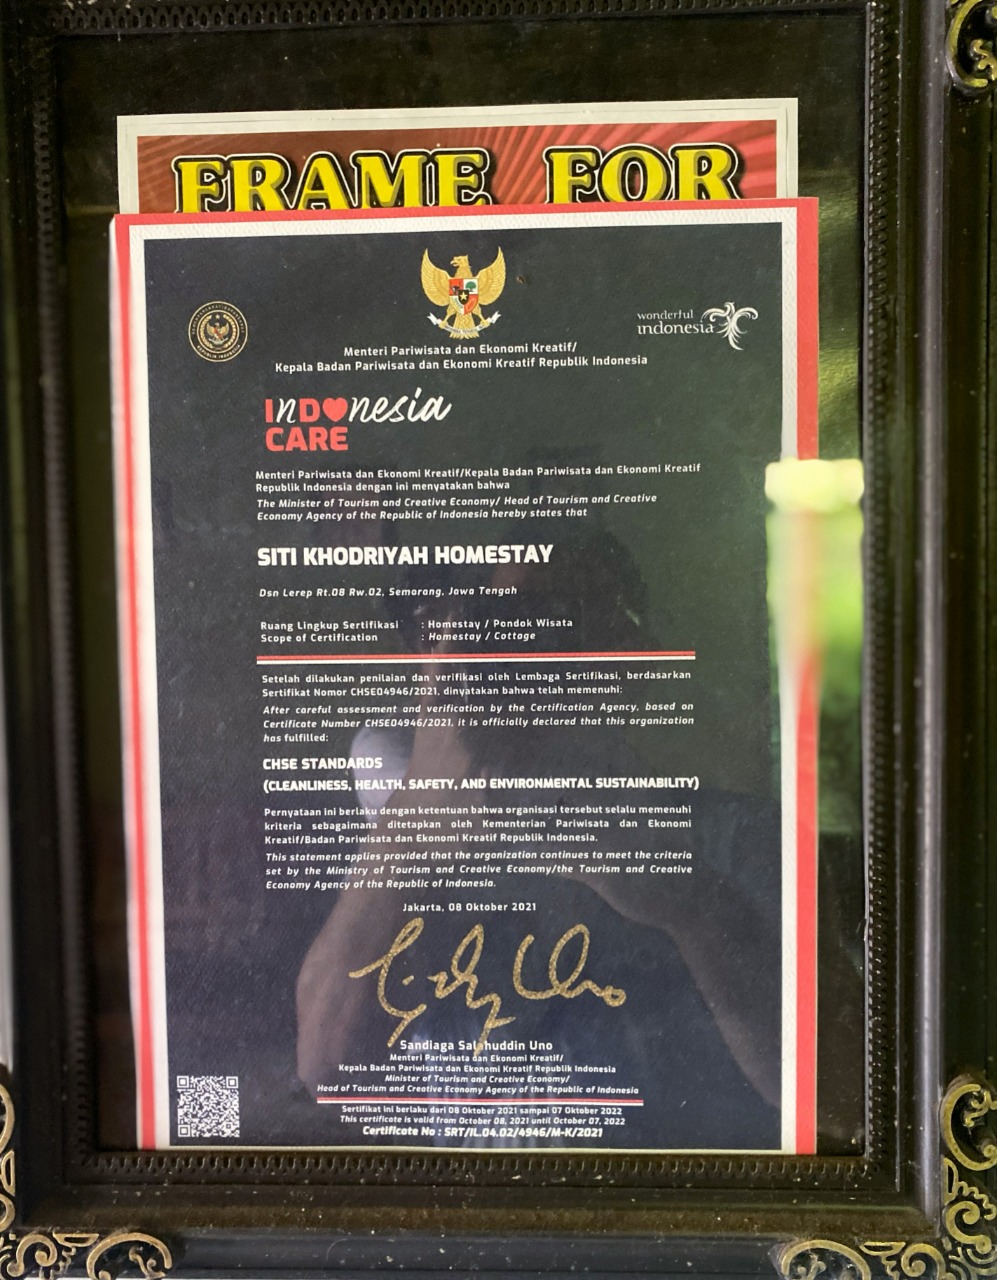 FRAME FOR
wonderful
indonesia
Menteri Pariwisata dan Ekonomi Kreatif/
Kepala Badan Pariwisata dan Ekonomi Kreatif Republik Indonesia
INDONesia
CARE
Menteri Pariwisata dan Ekonomi Kreatif/Kepala Badan Pariwisata dan Ekonomi Kreatif
Republik Indonesia dengan ini menyatakan bahwa
The Minister of Tourism and Creative Economy/ Head of Tourism and Creative
Economy Agency of the Republic of Indonesia hereby states that
SITI KHODRIYAH HOMESTAY
Dsn Lerep Rt.08 Rw.02, Semarang, Jawa Tengah
Ruang Lingkup Sertifikasi : Homestay / Pondok Wisata
Scope of Certification : Homestay / Cottage
Setelah dilakukan penilaian dan verifikasi oleh Lembaga Sertifikasi, berdasarkan
Sertifikat Nomor CHSE04946/2021, dinyatakan bahwa telah memenuhi:
After careful assessment and verification by the Certification Agency, based on
Certificate Number CHSE04946/2021, it is officially declared that this organization
has fulfilled:
CHSE STANDARDS
(CLEANLINESS, HEALTH, SAFETY, AND ENVIRONMENTAL SUSTAINABILITY)
Pernyataan ini berlaku dengan ketentuan bahwa organisasi tersebut selalu memenuhi
kriteria sebagaimana ditetapkan oleh Kementerian Pariwisata dan Ekonomi
Kreatif/Badan Pariwisata dan Ekonomi Kreatif Republik Indonesia.
This statement applies provided that the organization continues to meet the criteria
set by the Ministry of Tourism and Creative Economy/the Tourism and Creative
Economy Agency of the Republic of Indonesia.
Jakarta, 08 Oktober 2021
Sandiaga Salahuddin Uno
Menteri Pariwisata dan Ekonomi Kreatif/
Kepala Badan Pariwisata dan Ekonomi Kreatif Republik Indonesia
Minister of Tourism and Creative Economy/
Head of Tourism and Creative Economy Agency of the Republic of Indonesia
Sertifikat ini berlaku dari 08 Oktober 2021 sampai 07 Oktober 2022
This certificate is valid from October 08, 2021 until October 07, 2022
Certificate No : SRT/IL.04.02/4946/M-K/2021